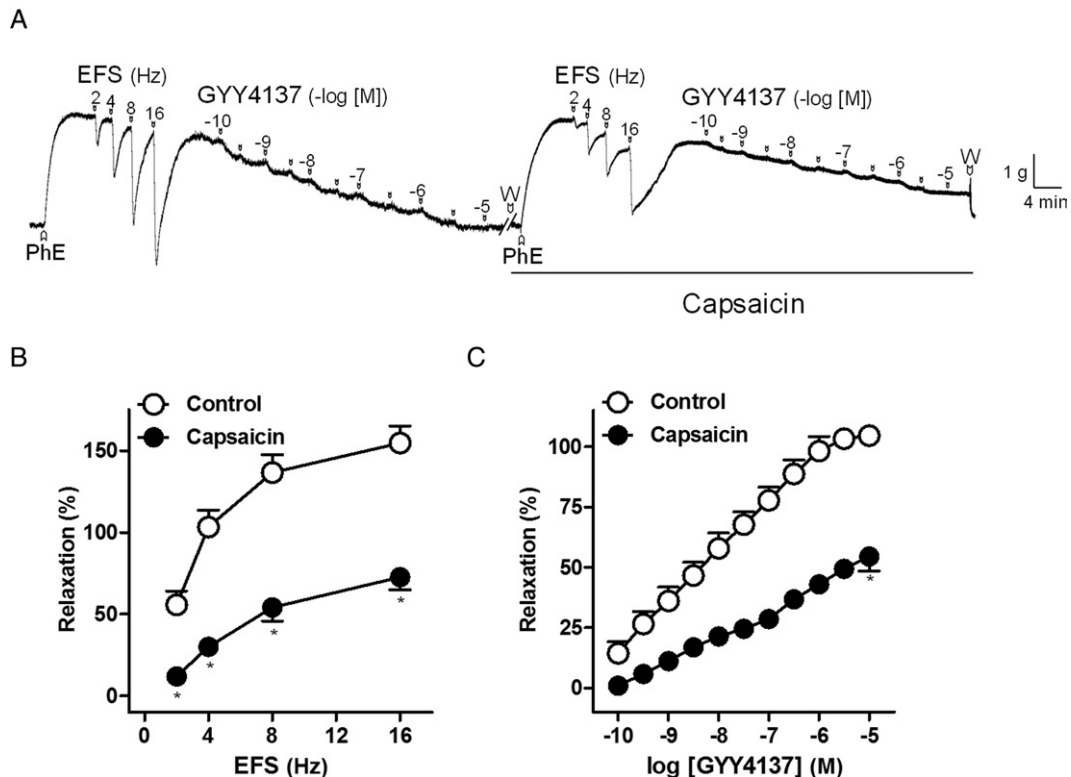 A
EFS (Hz)
2 4 8 16
GYY4137 (-log [M])
-10 -9 -8 -7 -6 -5
W
PhE
EFS (Hz)
2 4 8 16
GYY4137 (-log [M])
-10 -9 -8 -7 -6 -5
W
PhE
1 g
4 min
Capsaicin
B
Control
Capsaicin
Relaxation (%)
150
100
50
0
* * * *
0 4 8 12 16
EFS (Hz)
C
Control
Capsaicin
Relaxation (%)
100
75
50
25
0
*
-10 -9 -8 -7 -6 -5
log [GYY4137] (M)